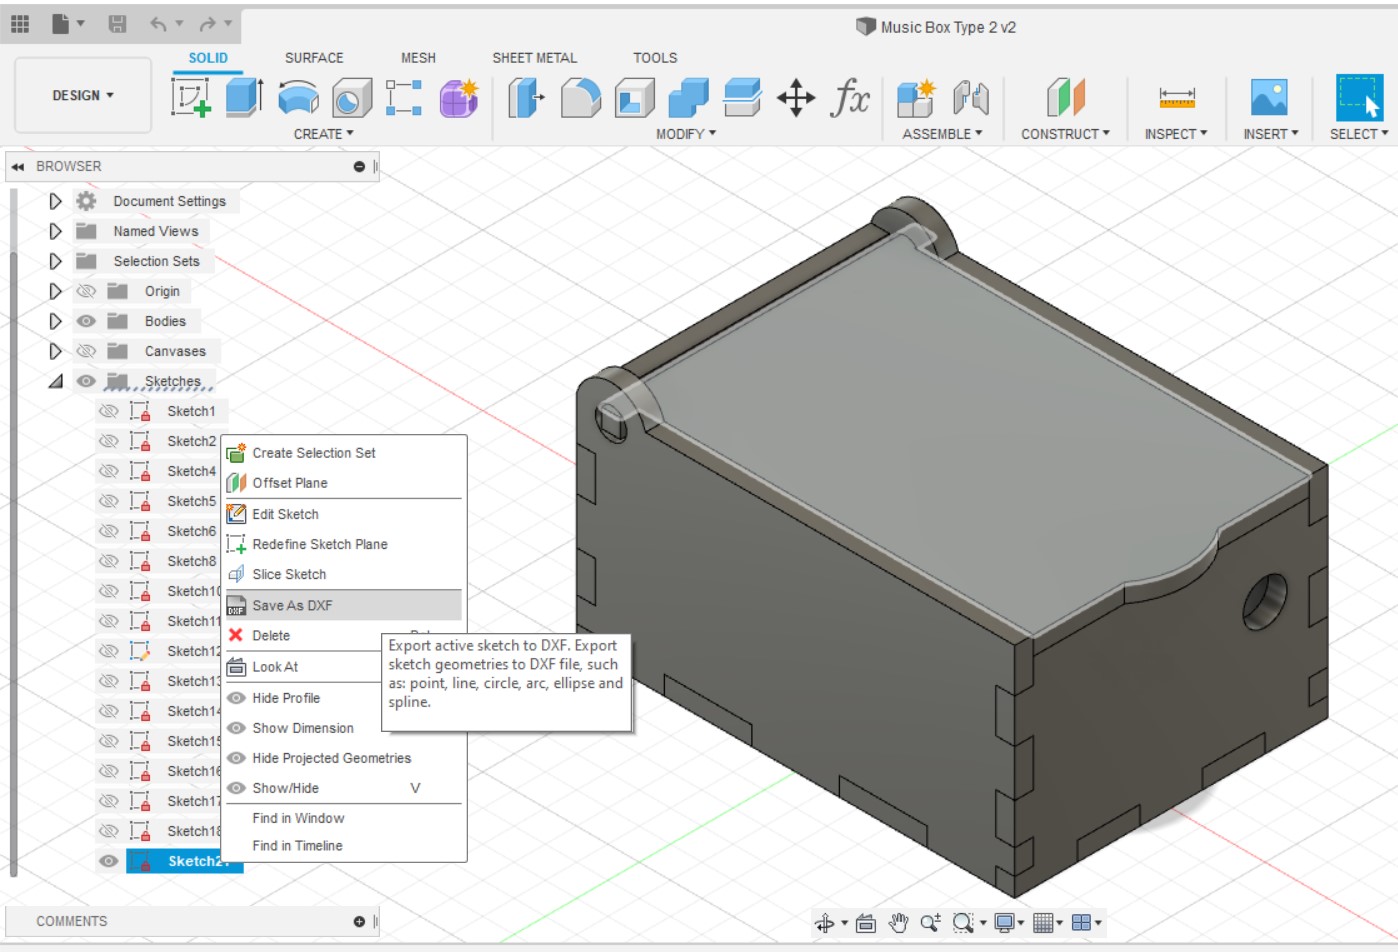 Music Box Type 2 v2
SOLID SURFACE MESH SHEET METAL TOOLS
DESIGN
fx
CREATE MODIFY ASSEMBLE CONSTRUCT INSPECT INSERT SELECT
BROWSER
Document Settings
Named Views
Selection Sets
Origin
Bodies
Canvases
Sketches
Sketch1
Sketch2
Sketch4
Sketch5
Sketch6
Sketch8
Sketch10
Sketch11
Sketch12
Sketch13
Sketch14
Sketch15
Sketch16
Sketch17
Sketch18
Create Selection Set
Offset Plane
Edit Sketch
Redefine Sketch Plane
Slice Sketch
DXF Save As DXF
Delete
Look At
Hide Profile
Show Dimension
Hide Projected Geometries
Show/Hide V
Find in Window
Find in Timeline
Export active sketch to DXF. Export
sketch geometries to DXF file, such
as: point, line, circle, arc, ellipse and
spline.
COMMENTS